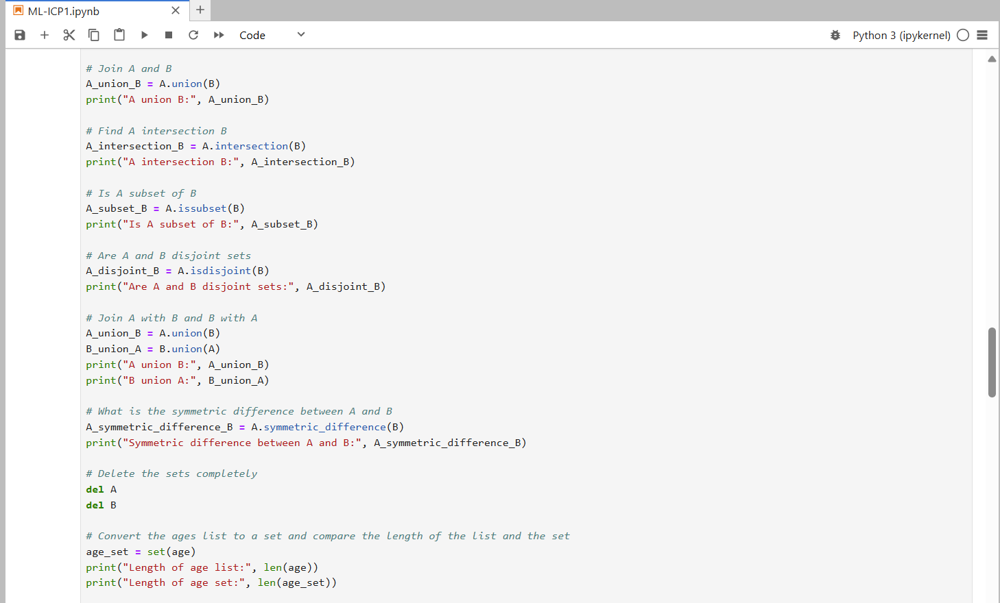 ML-ICP1.ipynb
Code
Python 3 (ipykernel)
# Join A and B
A_union_B = A.union(B)
print("A union B:", A_union_B)
# Find A intersection B
A_intersection_B = A.intersection(B)
print("A intersection B:", A_intersection_B)
# Is A subset of B
A_subset_B = A.issubset(B)
print("Is A subset of B:", A_subset_B)
# Are A and B disjoint sets
A_disjoint_B = A.isdisjoint(B)
print("Are A and B disjoint sets:", A_disjoint_B)
# Join A with B and B with A
A_union_B = A.union(B)
B_union_A = B.union(A)
print("A union B:", A_union_B)
print("B union A:", B_union_A)
# What is the symmetric difference between A and B
A_symmetric_difference_B = A.symmetric_difference(B)
print("Symmetric difference between A and B:", A_symmetric_difference_B)
# Delete the sets completely
del A
del B
# Convert the ages list to a set and compare the length of the list and the set
age_set = set(age)
print("Length of age list:", len(age))
print("Length of age set:", len(age_set))